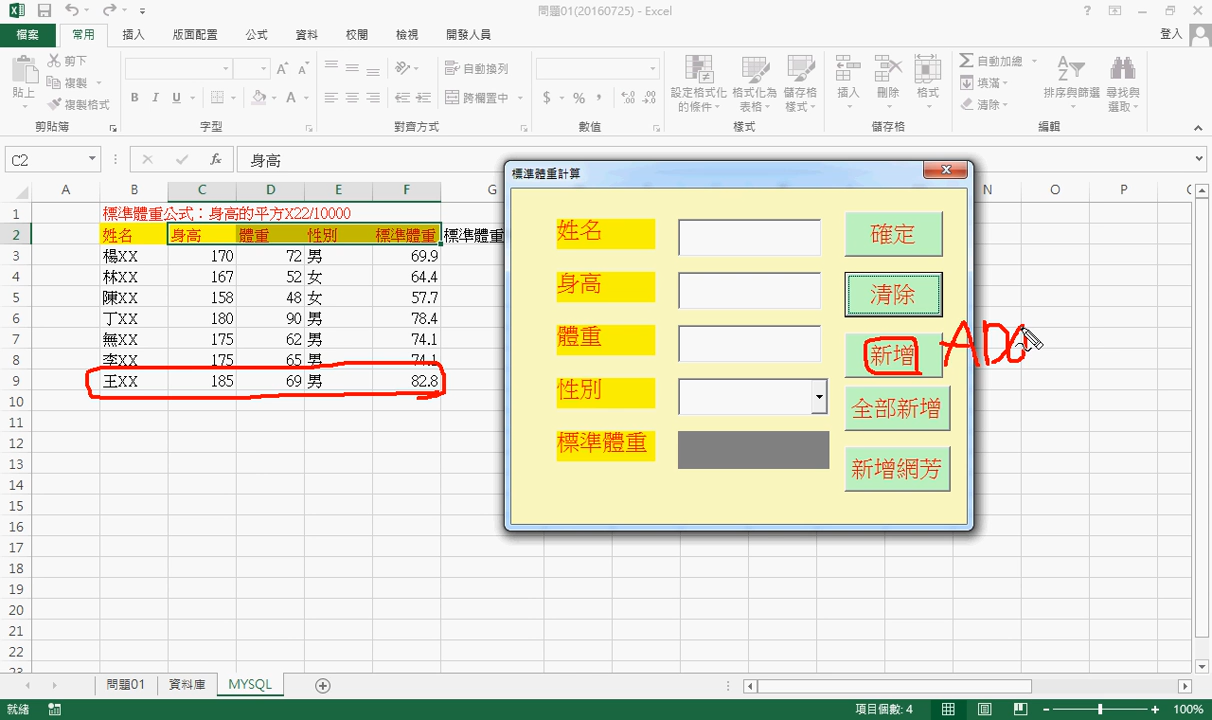 問題01(20160725) - Excel
檔案 常用 插入 版面配置 公式 資料 校閱 檢視 開發人員 登入
貼上 剪下 複製 複製格式 B I U A A A 自動換列 跨欄置中 $ % , 設定格式化的條件 格式化為表格 儲存格樣式 插入 刪除 格式 自動加總 填滿 清除 排序與篩選 尋找與選取
剪貼簿 字型 對齊方式 數值 樣式 儲存格 編輯
C2 fx 身高
A B C D E F G N O P
1 標準體重公式：身高的平方X22/10000
2 姓名 身高 體重 性別 標準體重 標準體重
3 楊XX 170 72 男 69.9
4 林XX 167 52 女 64.4
5 陳XX 158 48 女 57.7
6 丁XX 180 90 男 78.4
7 無XX 175 62 男 74.1
8 李XX 175 65 男 74.1
9 王XX 185 69 男 82.8
10
11
12
13
14
15
16
17
18
19
20
21
22
23
標準體重計算
姓名 確定
身高 清除
體重 新增 ADO
性別 全部新增
標準體重 新增網芳
問題01 資料庫 MYSQL
就緒 項目個數: 4 100%